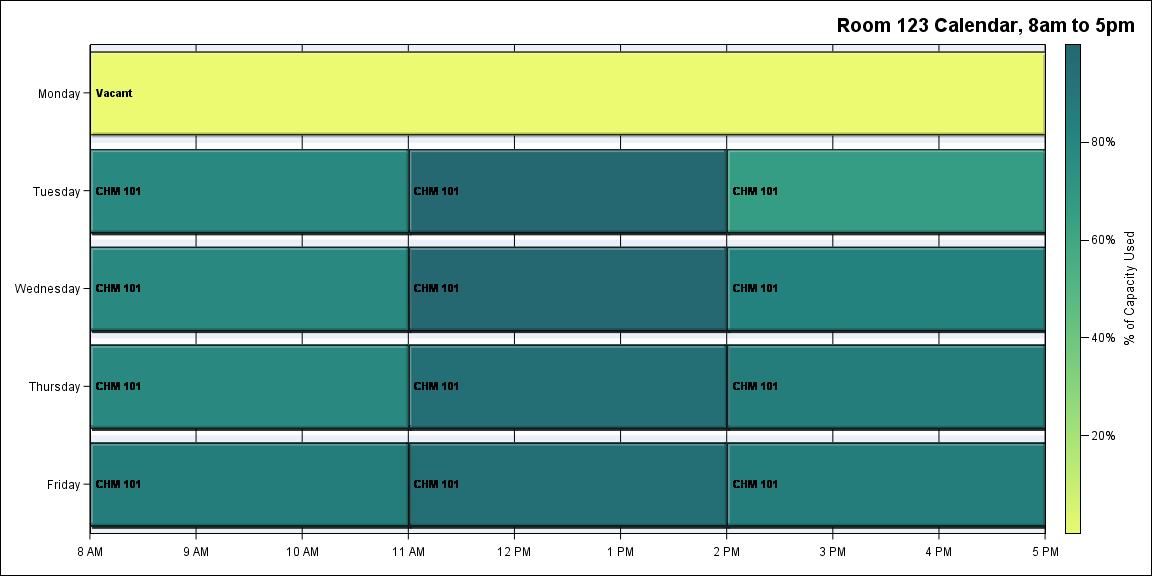 Room 123 Calendar, 8am to 5pm
Monday
Vacant
Tuesday
CHM 101
CHM 101
CHM 101
Wednesday
CHM 101
CHM 101
CHM 101
Thursday
CHM 101
CHM 101
CHM 101
Friday
CHM 101
CHM 101
CHM 101
8 AM
9 AM
10 AM
11 AM
12 PM
1 PM
2 PM
3 PM
4 PM
5 PM
80%
60%
40%
20%
% of Capacity Used